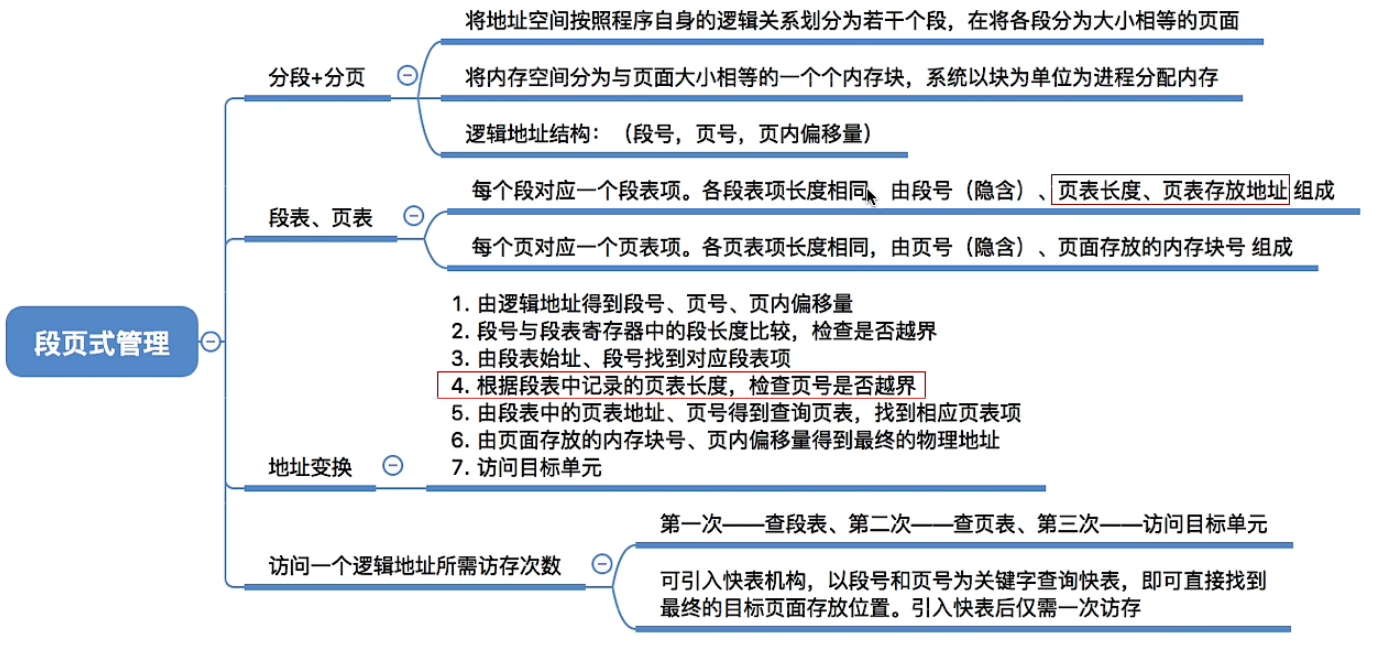 将地址空间按照程序自身的逻辑关系划分为若干个段，在将各段分为大小相等的页面
分段+分页
将内存空间分为与页面大小相等的一个个内存块，系统以块为单位为进程分配内存
逻辑地址结构：（段号，页号，页内偏移量）
每个段对应一个段表项。各段表项长度相同，由段号（隐含）、页表长度、页表存放地址 组成
段表、页表
每个页对应一个页表项。各页表项长度相同，由页号（隐含）、页面存放的内存块号 组成
段页式管理
1. 由逻辑地址得到段号、页号、页内偏移量
2. 段号与段表寄存器中的段长度比较，检查是否越界
3. 由段表始址、段号找到对应段表项
4. 根据段表中记录的页表长度，检查页号是否越界
5. 由段表中的页表地址、页号得到查询页表，找到相应页表项
6. 由页面存放的内存块号、页内偏移量得到最终的物理地址
7. 访问目标单元
地址变换
第一次——查段表、第二次——查页表、第三次——访问目标单元
访问一个逻辑地址所需访存次数
可引入快表机构，以段号和页号为关键字查询快表，即可直接找到
最终的目标页面存放位置。引入快表后仅需一次访存